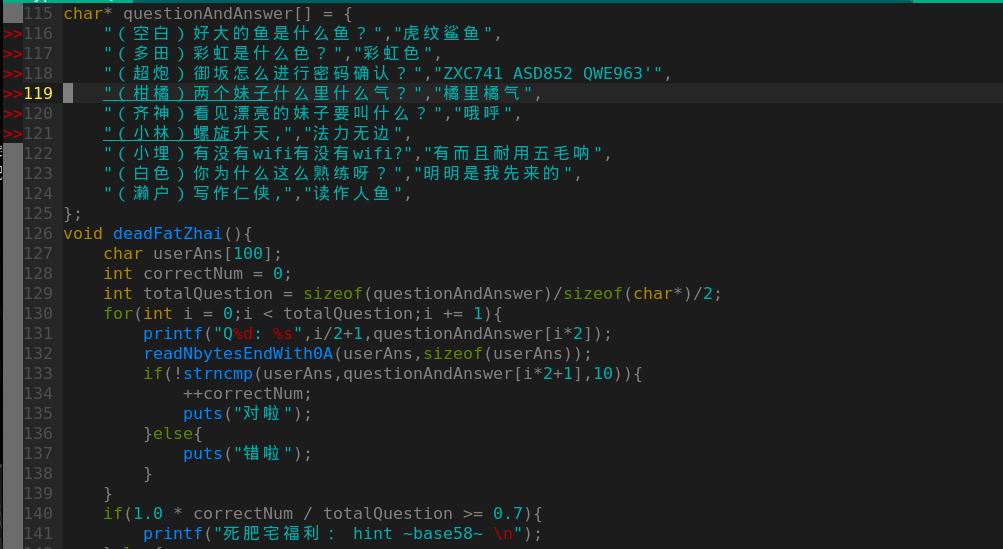 115 char* questionAndAnswer[] = {
>>116 "(空白)好大的鱼是什么鱼?","虎纹鲨鱼",
>>117 "(多田)彩虹是什么色?","彩虹色",
>>118 "(超炮)御坂怎么进行密码确认?","ZXC741 ASD852 QWE963'",
>>119 "(柑橘)两个妹子什么里什么气?","橘里橘气",
>>120 "(齐神)看见漂亮的妹子要叫什么?","哦呼",
>>121 "(小林)螺旋升天,","法力无边",
122 "(小埋)有没有wifi有没有wifi?","有而且耐用五毛呐",
123 "(白色)你为什么这么熟练呀?","明明是我先来的",
124 "(濑户)写作仁侠,","读作人鱼",
125 };
126 void deadFatZhai(){
127 char userAns[100];
128 int correctNum = 0;
129 int totalQuestion = sizeof(questionAndAnswer)/sizeof(char*)/2;
130 for(int i = 0;i < totalQuestion;i += 1){
131 printf("Q%d: %s",i/2+1,questionAndAnswer[i*2]);
132 readNbytesEndWith0A(userAns,sizeof(userAns));
133 if(!strncmp(userAns,questionAndAnswer[i*2+1],10)){
134 ++correctNum;
135 puts("对啦");
136 }else{
137 puts("错啦");
138 }
139 }
140 if(1.0 * correctNum / totalQuestion >= 0.7){
141 printf("死肥宅福利: hint ~base58~ \n");